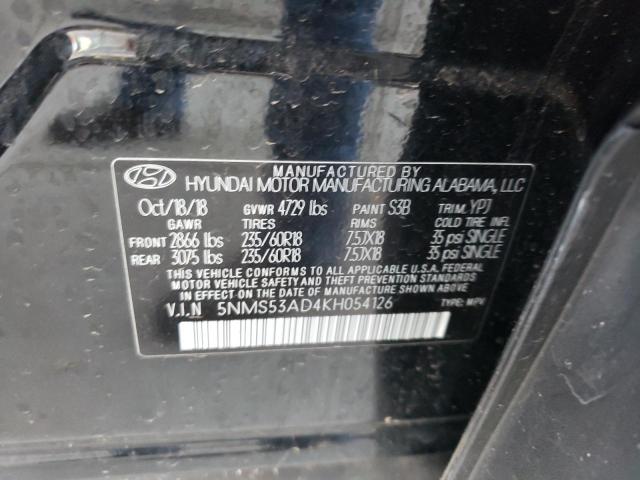 MANUFACTURED BY
HYUNDAI MOTOR MANUFACTURING ALABAMA, LLC
Oct/18/18 GVWR 4729 lbs PAINT S3B TRIM. YPJ
GAWR TIRES RIMS COLD TIRE INFL
FRONT 2866 lbs 235/60R18 7.5JX18 35 psi SINGLE
REAR 3075 lbs 235/60R18 7.5JX18 35 psi SINGLE
THIS VEHICLE CONFORMS TO ALL APPLICABLE U.S.A. FEDERAL
MOTOR VEHICLE SAFETY AND THEFT PREVENTION STANDARDS
IN EFFECT ON THE DATE OF MANUFACTURE SHOWN ABOVE.
V.I.N 5NMS53AD4KH054126 TYPE: MPV